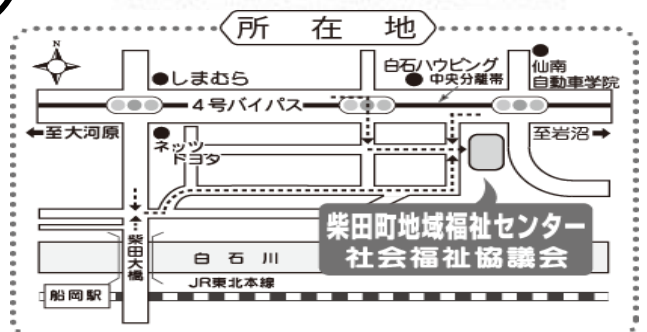 所在地
N
しまむら
白石ハウビング
中央分離帯
仙南
自動車学院
4号バイパス
←至大河原
至岩沼→
ネッツ
トヨタ
柴田町地域福祉センター
社会福祉協議会
柴田大橋
白石川
JR東北本線
船岡駅